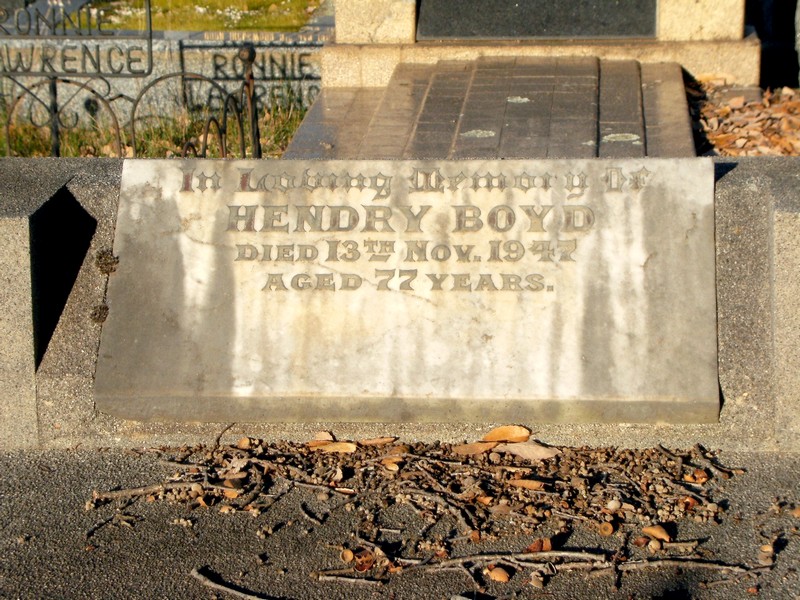 RONNIE
LAWRENCE
RONNIE
LAWRENCE
In Loving Memory Of
HENDRY BOYD
DIED 13TH NOV. 1947
AGED 77 YEARS.